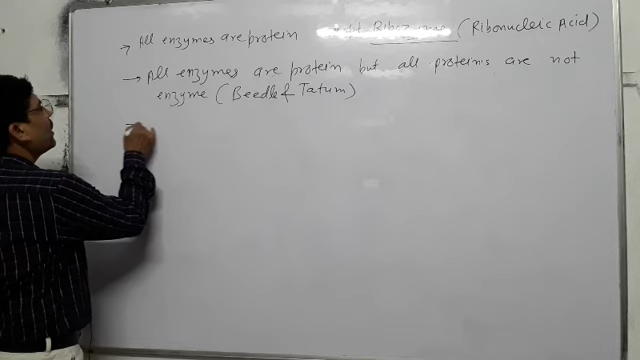 → All enzymes are protein except Ribozyme (Ribonucleic Acid)
→ All enzymes are protein but all proteins are not
enzyme (Beedle & Tatum)
→